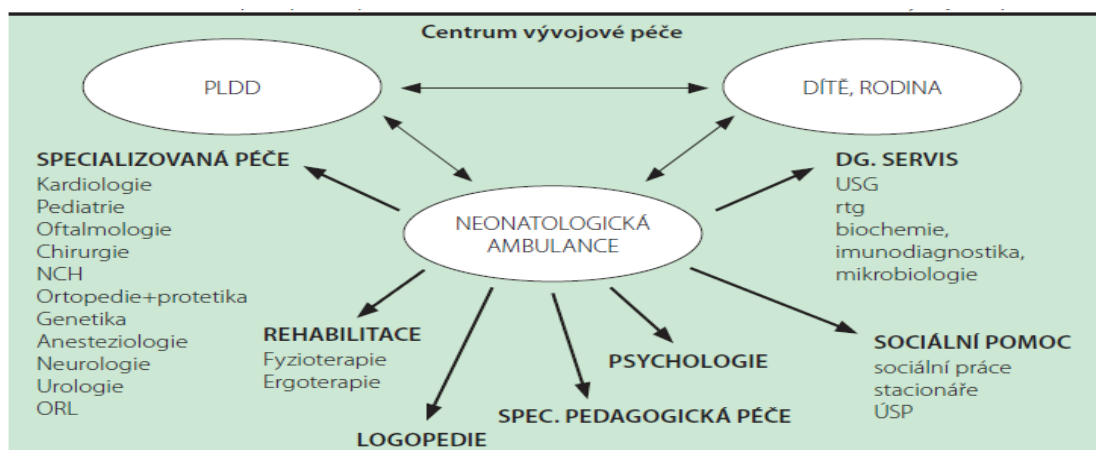 Centrum vývojové péče
PLDD
DÍTĚ, RODINA
SPECIALIZOVANÁ PÉČE
Kardiologie
Pediatrie
Oftalmologie
Chirurgie
NCH
Ortopedie+protetika
Genetika
Anesteziologie
Neurologie
Urologie
ORL
NEONATOLOGICKÁ
AMBULANCE
DG. SERVIS
USG
rtg
biochemie,
imunodiagnostika,
mikrobiologie
REHABILITACE
Fyzioterapie
Ergoterapie
LOGOPEDIE
SPEC. PEDAGOGICKÁ PÉČE
PSYCHOLOGIE
SOCIÁLNÍ POMOC
sociální práce
stacionáře
ÚSP